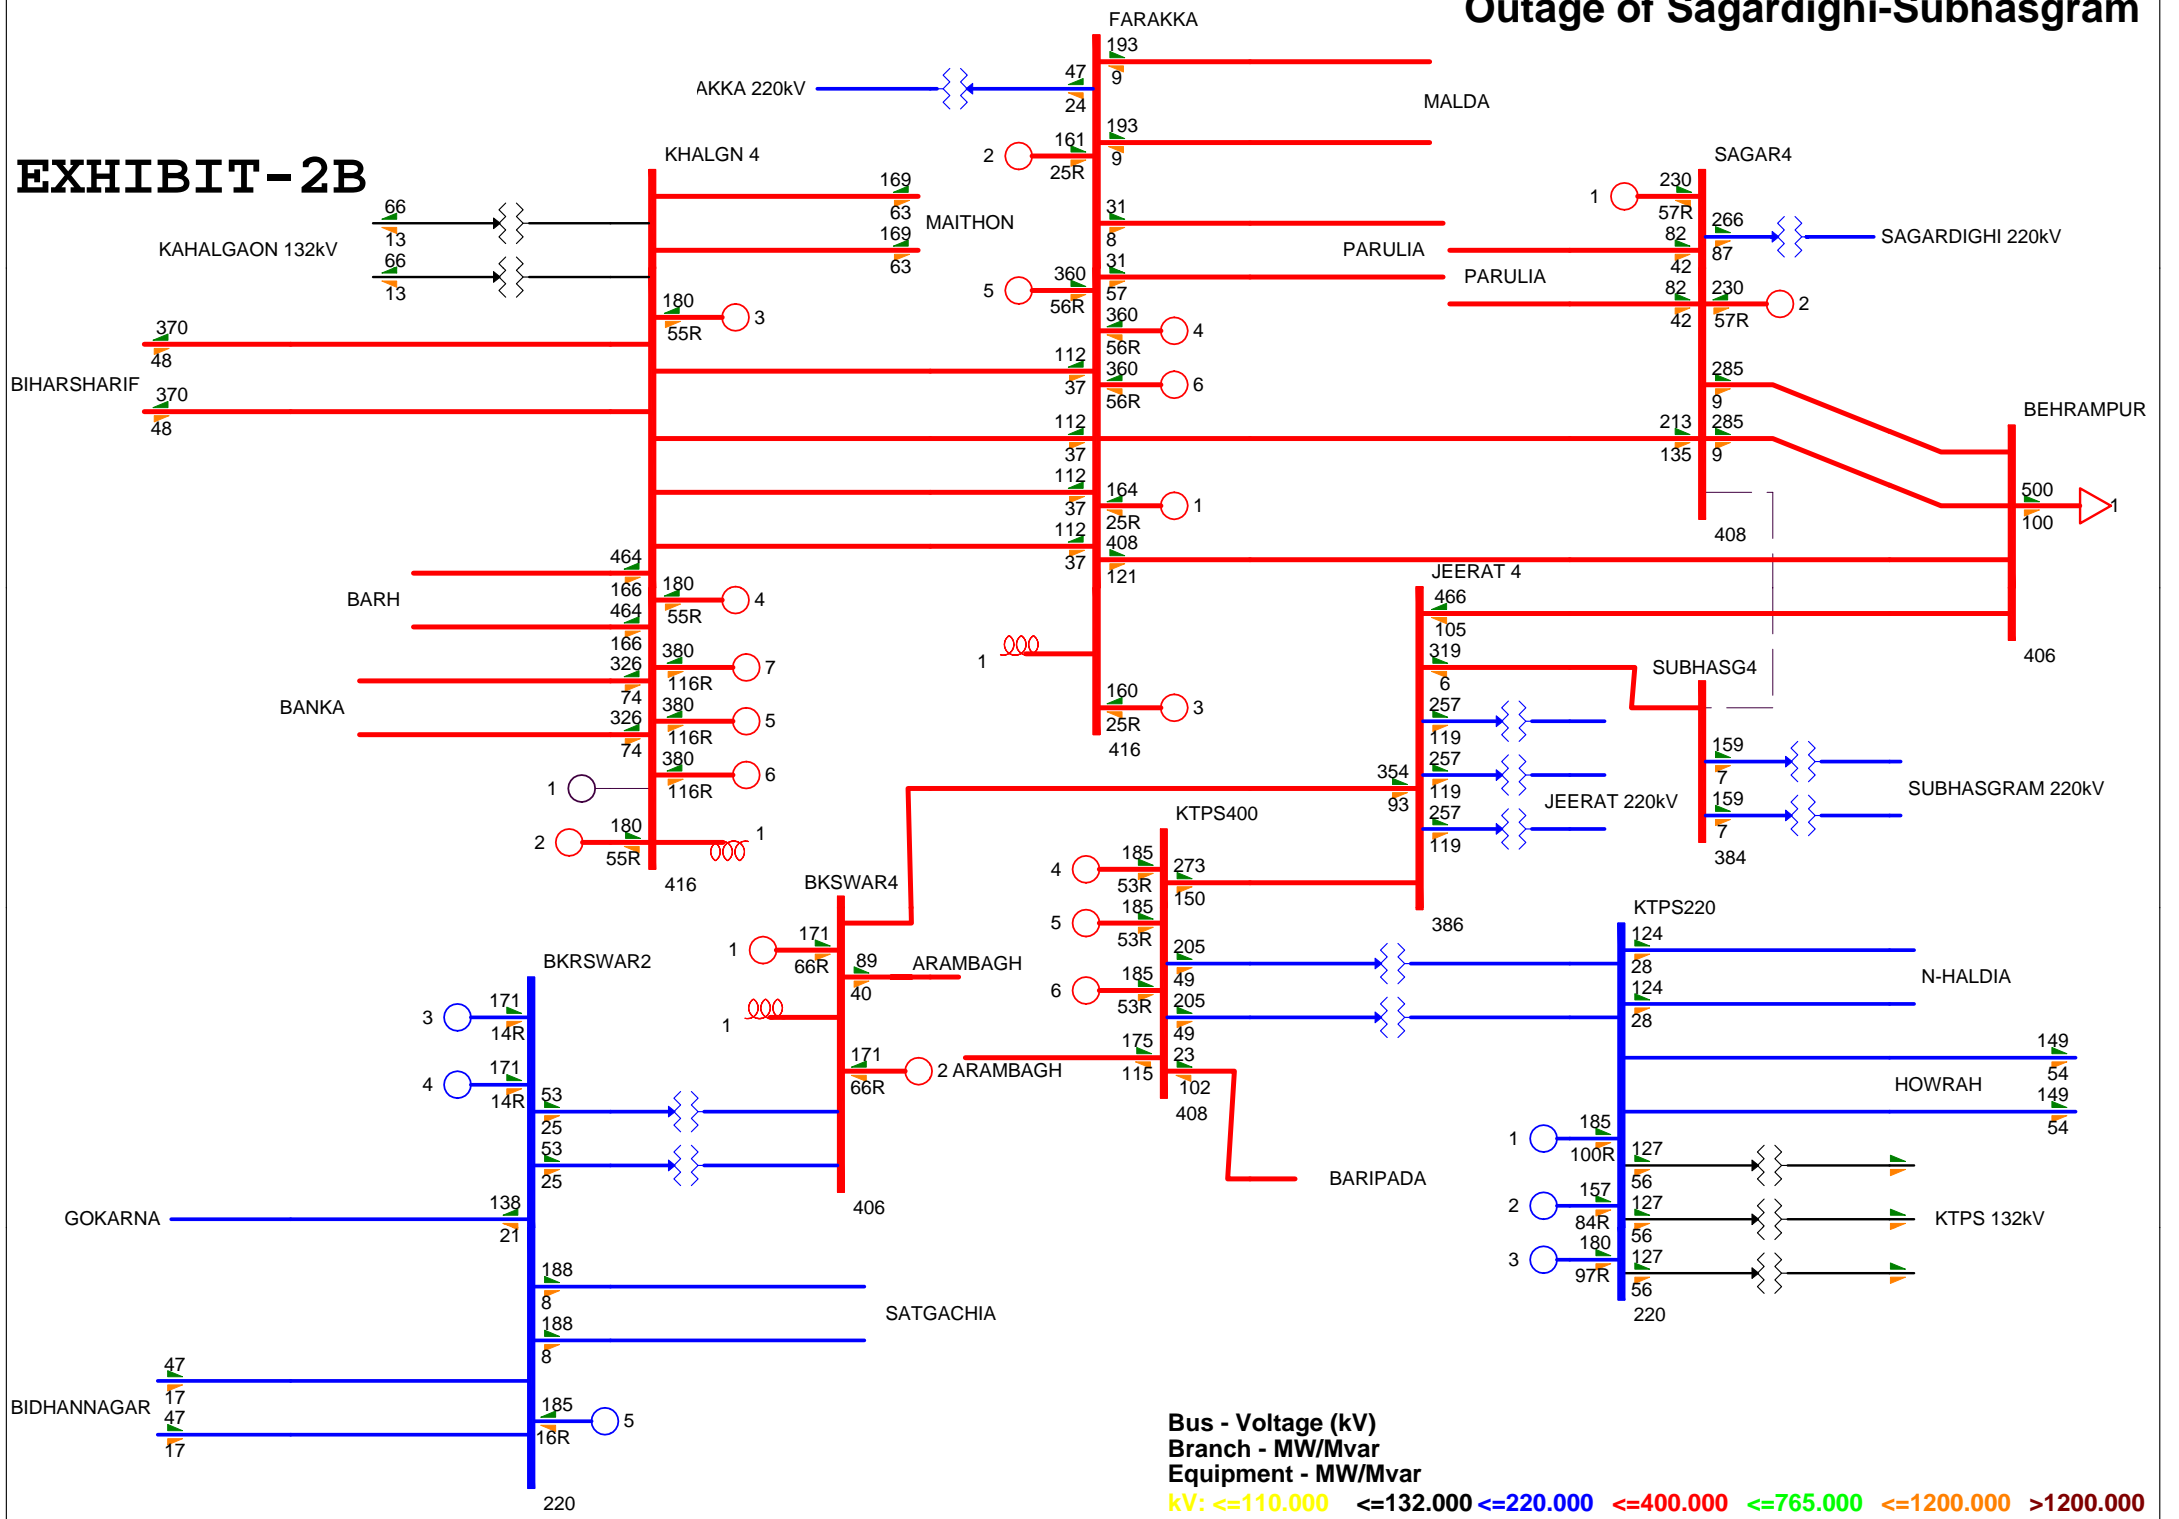 Outage of Sagardighi-Subhasgram
EXHIBIT-2B
FARAKKA
193
9
AKKA 220kV
47
24
MALDA
193
9
2
161
25R
KHALGN 4
169
63
MAITHON
169
63
66
13
KAHALGAON 132kV
66
13
180
55R
3
370
48
BIHARSHARIF
370
48
31
8
31
57
5
360
56R
360
56R
4
360
56R
6
112
37
112
37
112
37
112
37
164
25R
1
408
121
1
160
25R
3
416
PARULIA
PARULIA
SAGAR4
1
230
57R
266
87
SAGARDIGHI 220kV
82
42
82
42
230
57R
2
285
9
213
135
285
9
408
BEHRAMPUR
500
100
1
406
464
166
BARH
464
166
180
55R
4
326
74
BANKA
326
74
380
116R
7
380
116R
5
380
116R
6
1
2
180
55R
1
416
JEERAT 4
466
105
319
6
257
119
257
119
JEERAT 220kV
257
119
354
93
386
SUBHASG4
159
7
SUBHASGRAM 220kV
159
7
384
KTPS400
4
185
53R
273
150
5
185
53R
205
49
6
185
53R
205
49
175
115
23
102
408
BARIPADA
BKSWAR4
1
171
66R
89
40
ARAMBAGH
1
171
66R
2 ARAMBAGH
406
BKRSWAR2
3
171
14R
4
171
14R
53
25
53
25
GOKARNA
138
21
188
8
SATGACHIA
188
8
47
17
BIDHANNAGAR
47
17
185
16R
5
220
KTPS220
124
28
N-HALDIA
124
28
149
54
HOWRAH
149
54
1
185
100R
127
56
2
157
84R
127
56
KTPS 132kV
3
180
97R
127
56
220
Bus - Voltage (kV)
Branch - MW/Mvar
Equipment - MW/Mvar
kV: <=110.000 <=132.000 <=220.000 <=400.000 <=765.000 <=1200.000 >1200.000